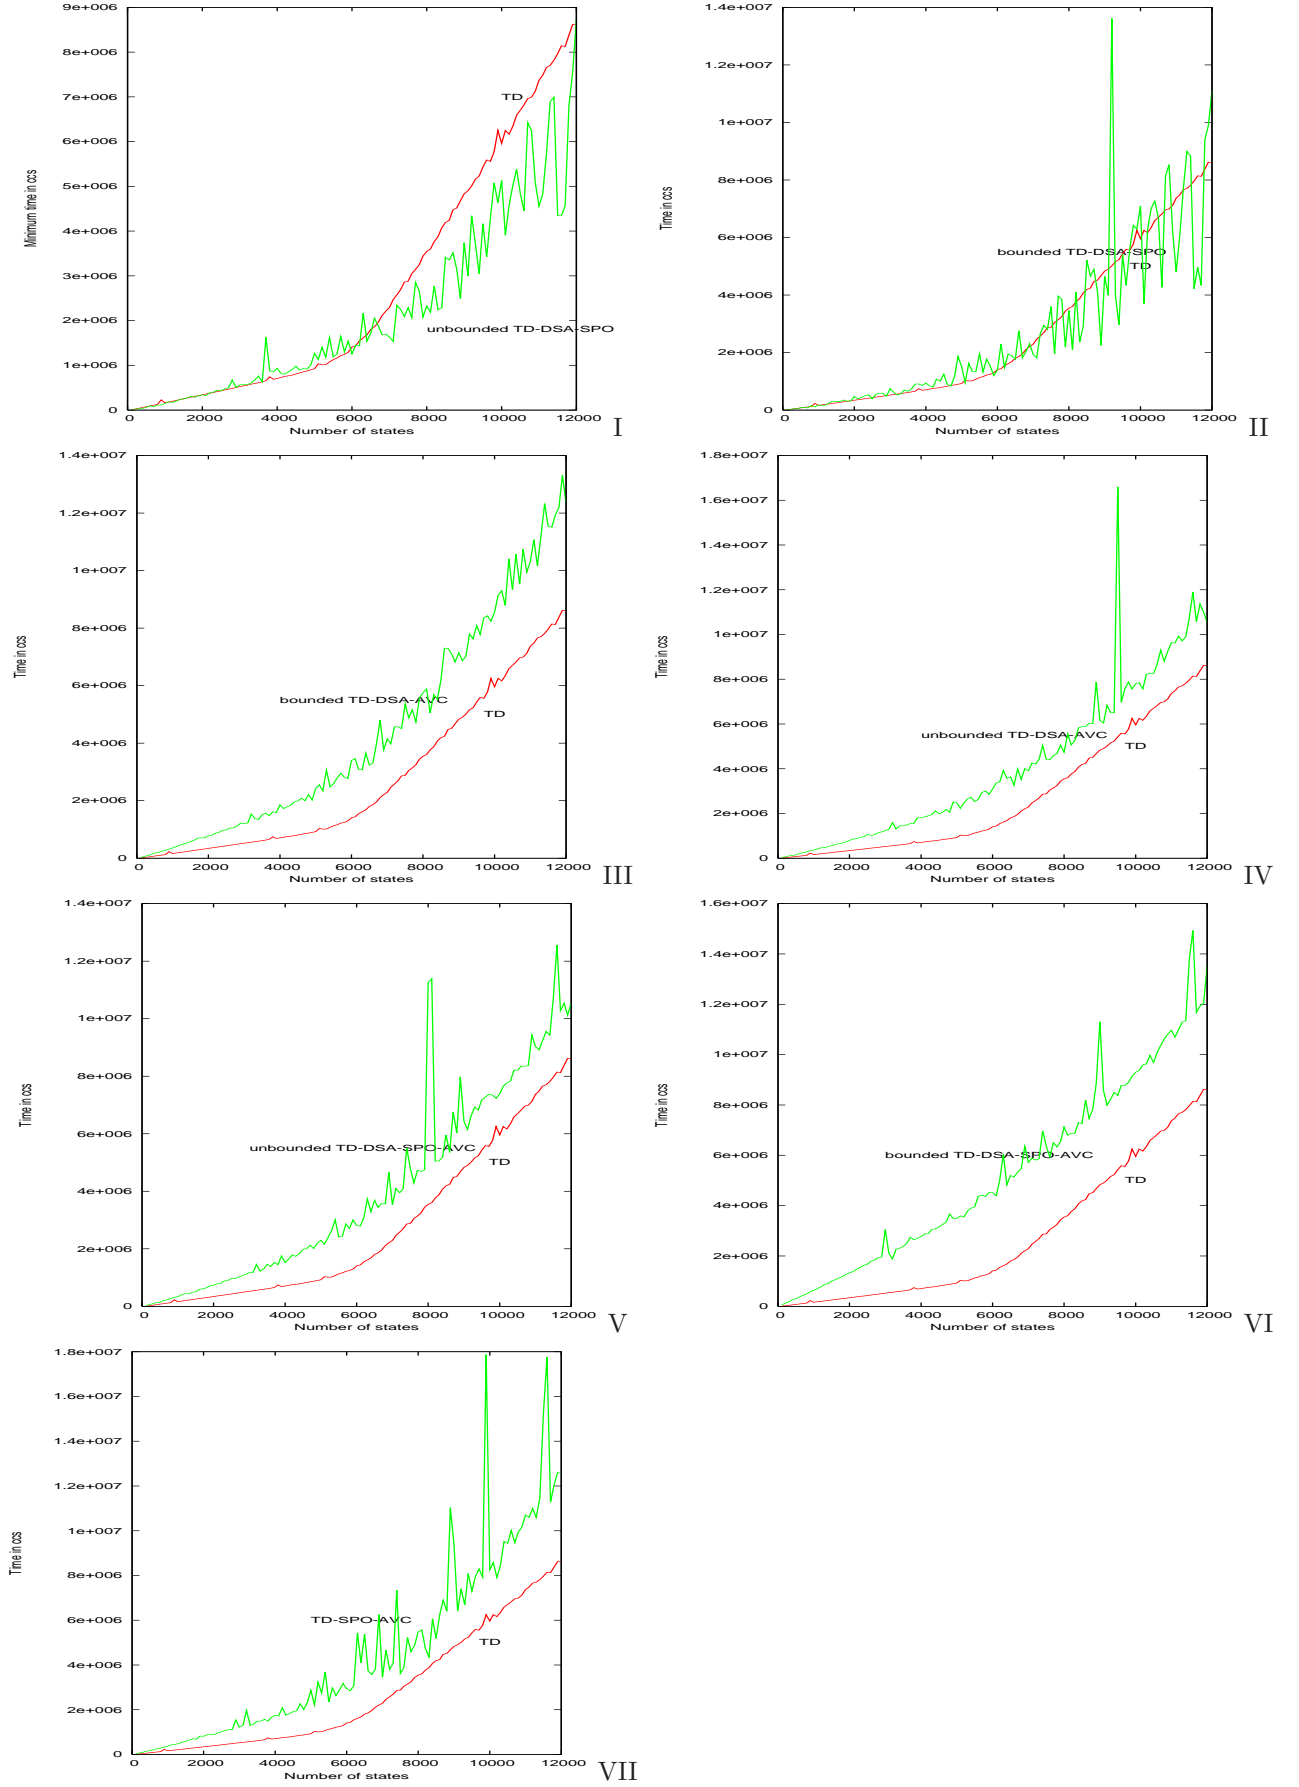 9e+006
8e+006
7e+006
6e+006
5e+006
4e+006
3e+006
2e+006
1e+006
0
0 2000 4000 6000 8000 10000 12000
Minimum time in ccs
Number of states
TD
unbounded TD-DSA-SPO
I
1.4e+007
1.2e+007
1e+007
8e+006
6e+006
4e+006
2e+006
0
0 2000 4000 6000 8000 10000 12000
Time in ccs
Number of states
bounded TD-DSA-SPO
TD
II
1.4e+007
1.2e+007
1e+007
8e+006
6e+006
4e+006
2e+006
0
0 2000 4000 6000 8000 10000 12000
Time in ccs
Number of states
bounded TD-DSA-AVC
TD
III
1.8e+007
1.6e+007
1.4e+007
1.2e+007
1e+007
8e+006
6e+006
4e+006
2e+006
0
0 2000 4000 6000 8000 10000 12000
Time in ccs
Number of states
unbounded TD-DSA-AVC
TD
IV
1.4e+007
1.2e+007
1e+007
8e+006
6e+006
4e+006
2e+006
0
0 2000 4000 6000 8000 10000 12000
Time in ccs
Number of states
unbounded TD-DSA-SPO-AVC
TD
V
1.6e+007
1.4e+007
1.2e+007
1e+007
8e+006
6e+006
4e+006
2e+006
0
0 2000 4000 6000 8000 10000 12000
Time in ccs
Number of states
bounded TD-DSA-SPO-AVC
TD
VI
1.8e+007
1.6e+007
1.4e+007
1.2e+007
1e+007
8e+006
6e+006
4e+006
2e+006
0
0 2000 4000 6000 8000 10000 12000
Time in ccs
Number of states
TD-SPO-AVC
TD
VII